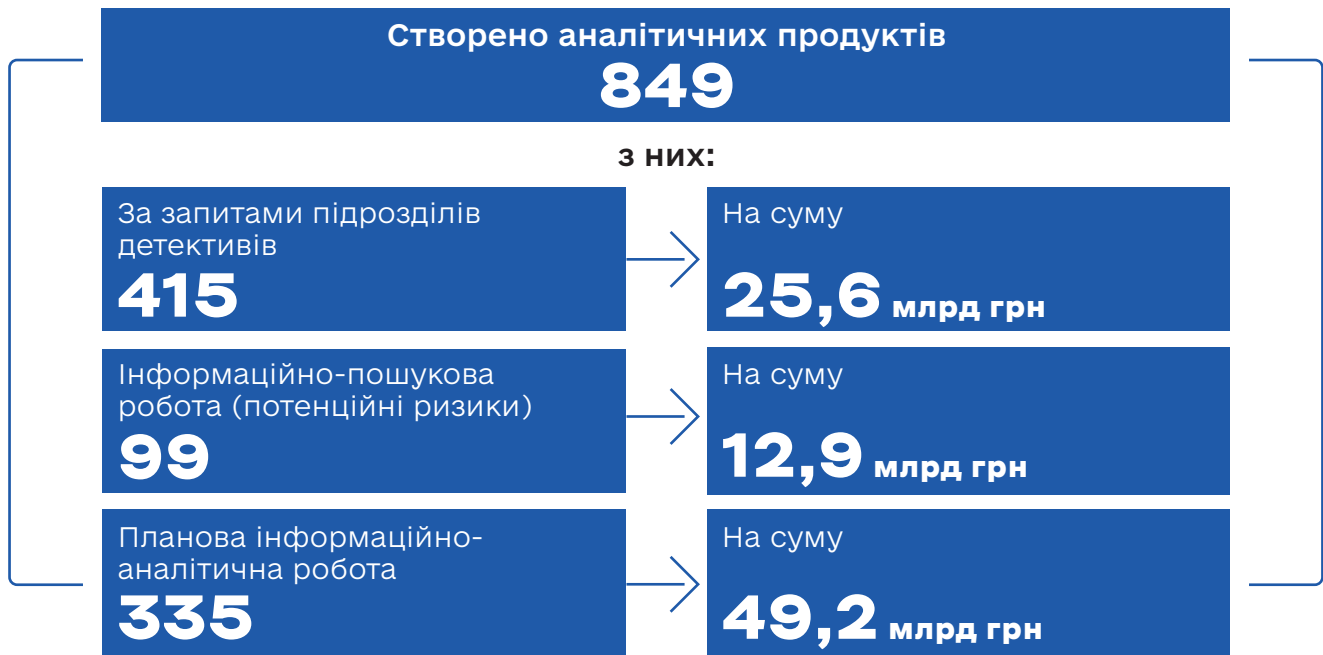 Створено аналітичних продуктів
849
з них:
За запитами підрозділів
детективів
415
На суму
25,6 млрд грн
Інформаційно-пошукова
робота (потенційні ризики)
99
На суму
12,9 млрд грн
Планова інформаційно-
аналітична робота
335
На суму
49,2 млрд грн